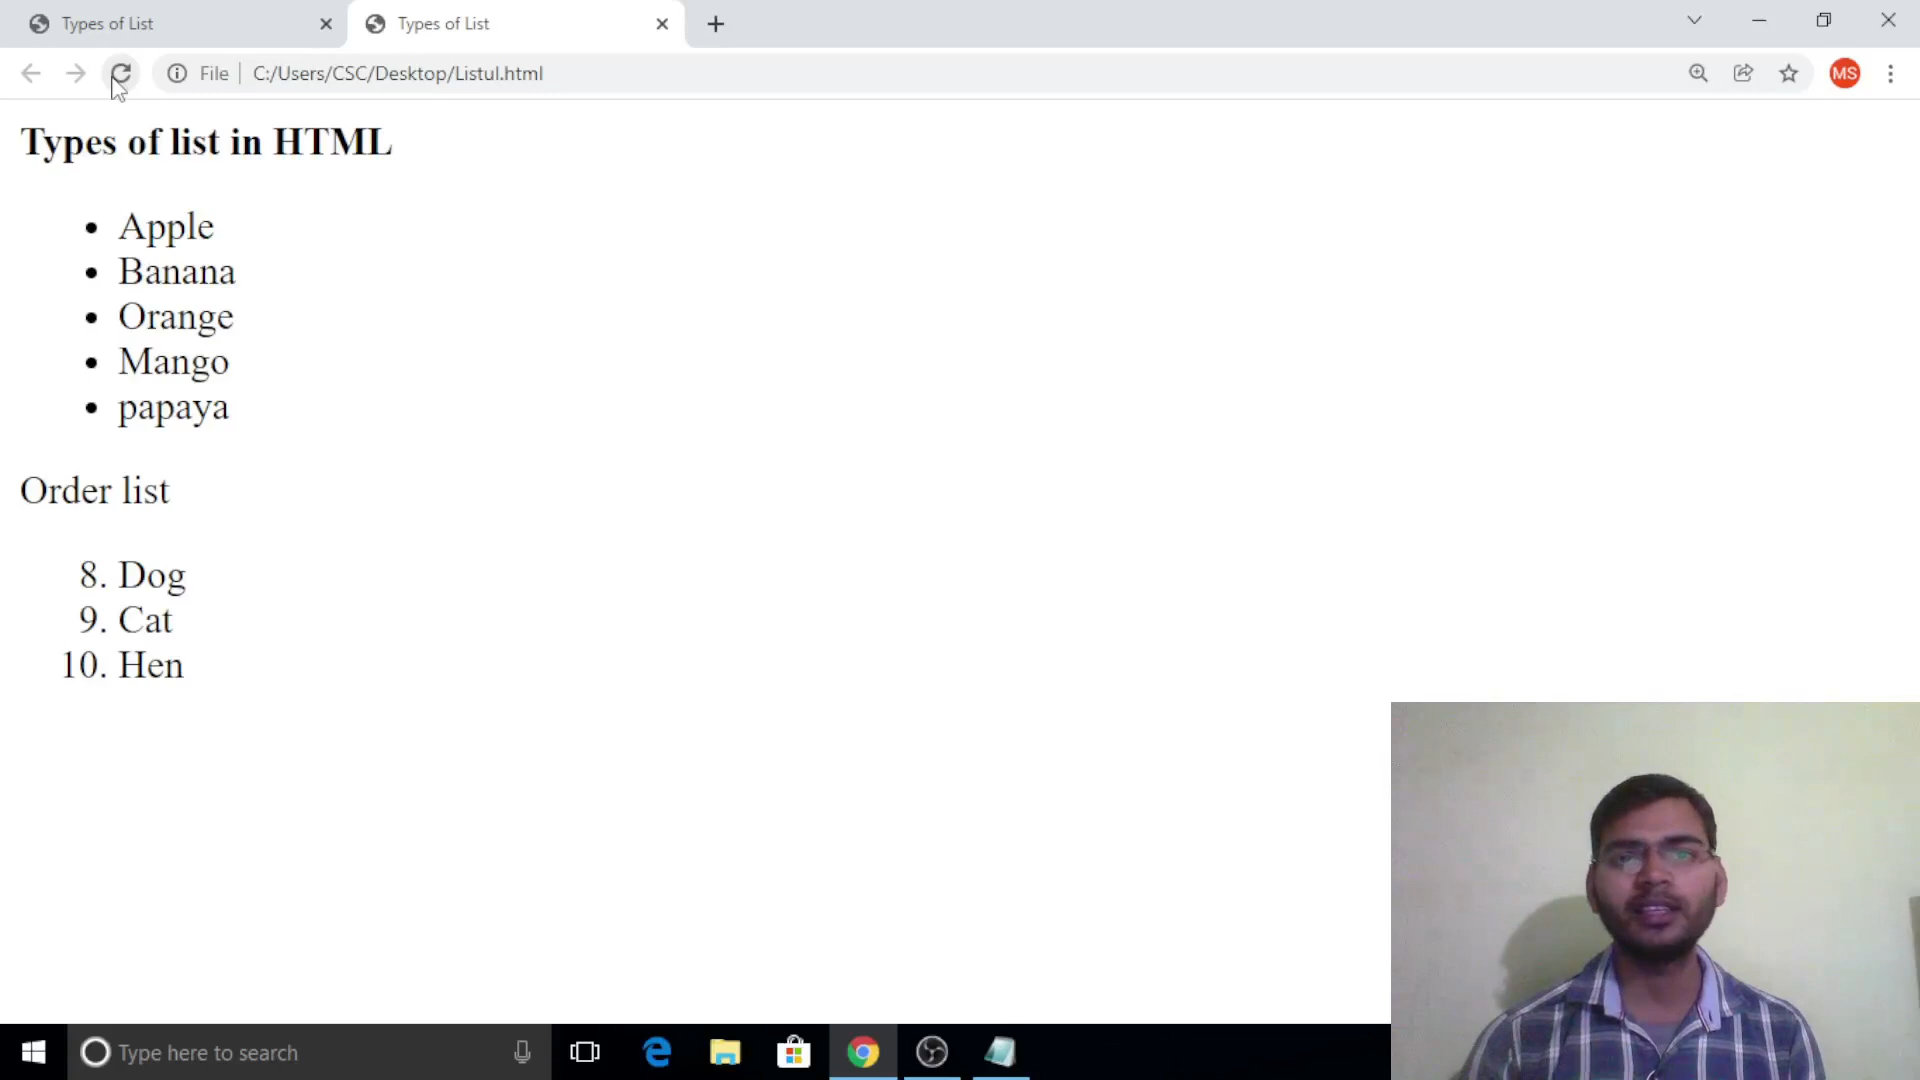 Types of List
Types of List
File
C:/Users/CSC/Desktop/Listul.html
MS
Types of list in HTML
• Apple
• Banana
• Orange
• Mango
• papaya
Order list
8. Dog
9. Cat
10. Hen
Type here to search